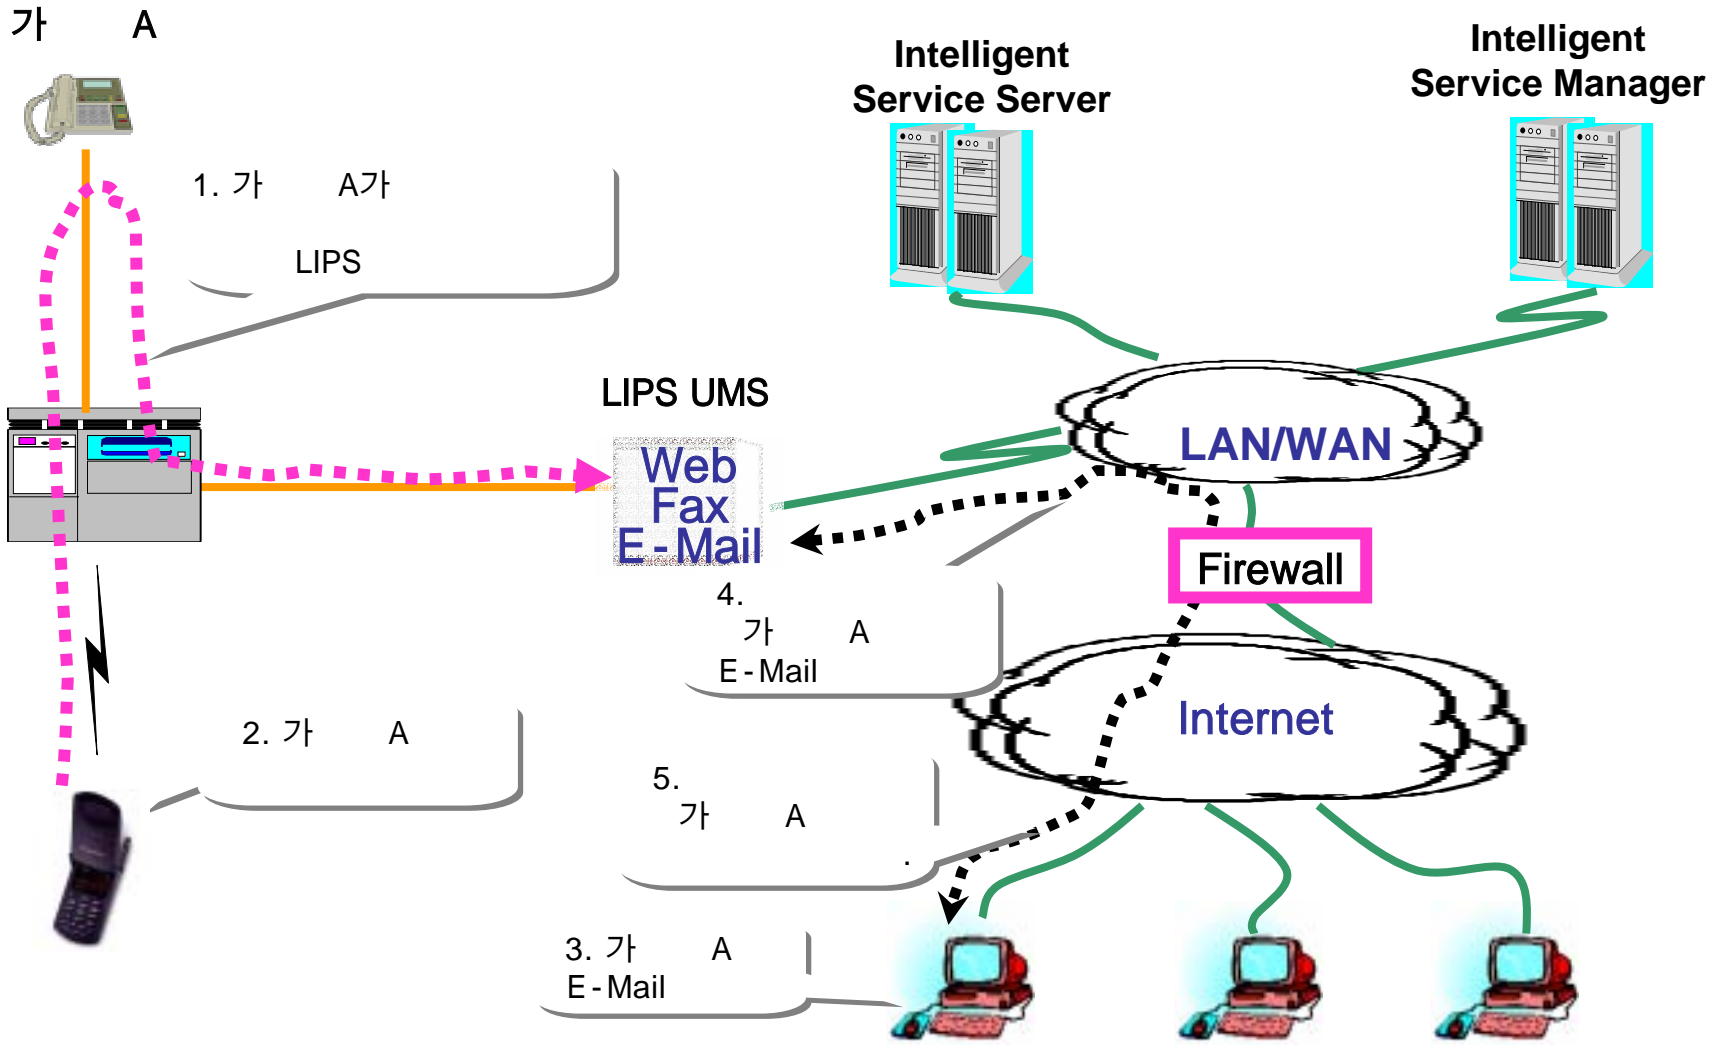 가 A
Intelligent
Service Server
Intelligent
Service Manager
1. 가 A가
LIPS
LIPS UMS
Web
Fax
E-Mail
LAN/WAN
Firewall
4.
가 A
E-Mail
Internet
2. 가 A
5.
가 A
.
3. 가 A
E-Mail